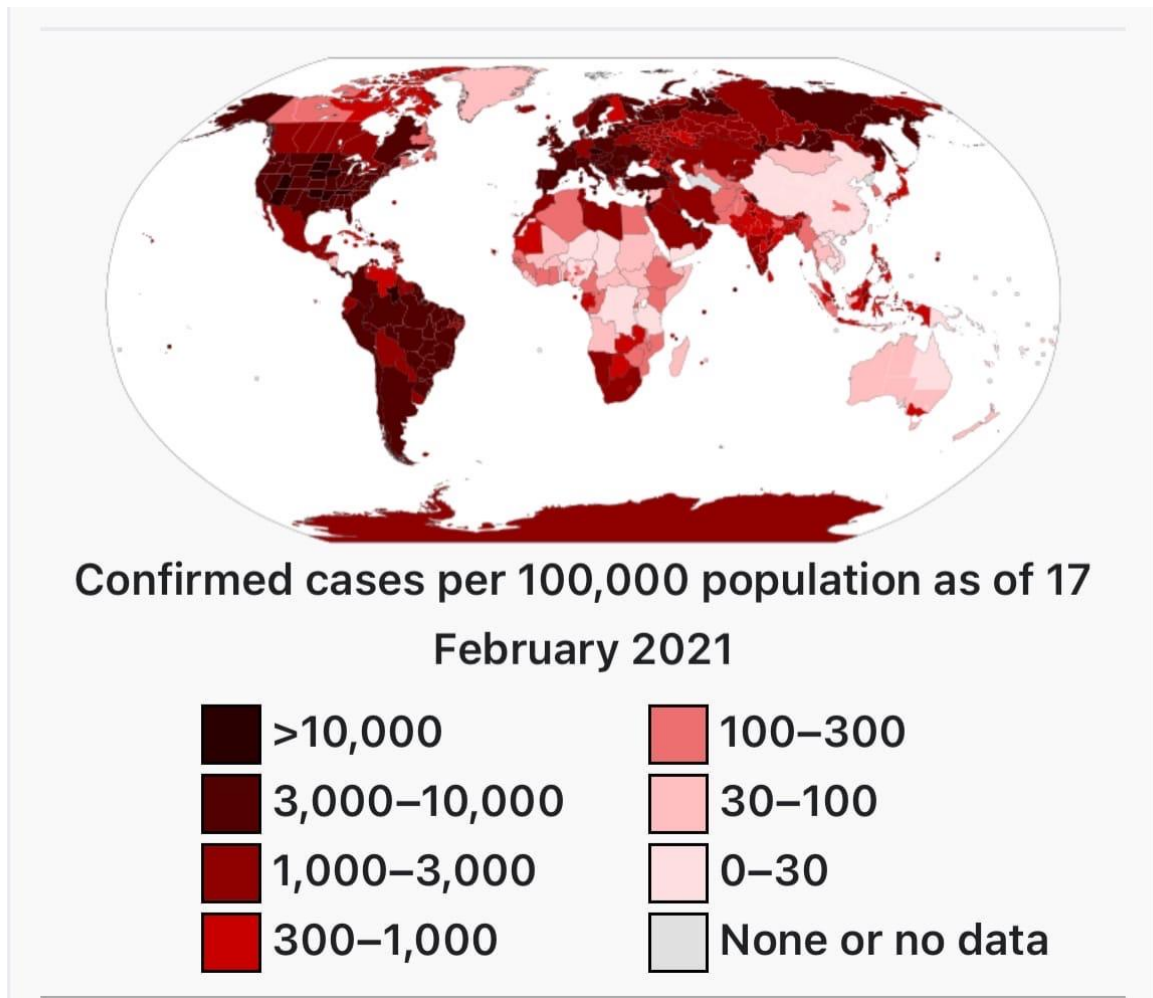 Confirmed cases per 100,000 population as of 17
February 2021
>10,000
3,000–10,000
1,000–3,000
300–1,000
100–300
30–100
0–30
None or no data